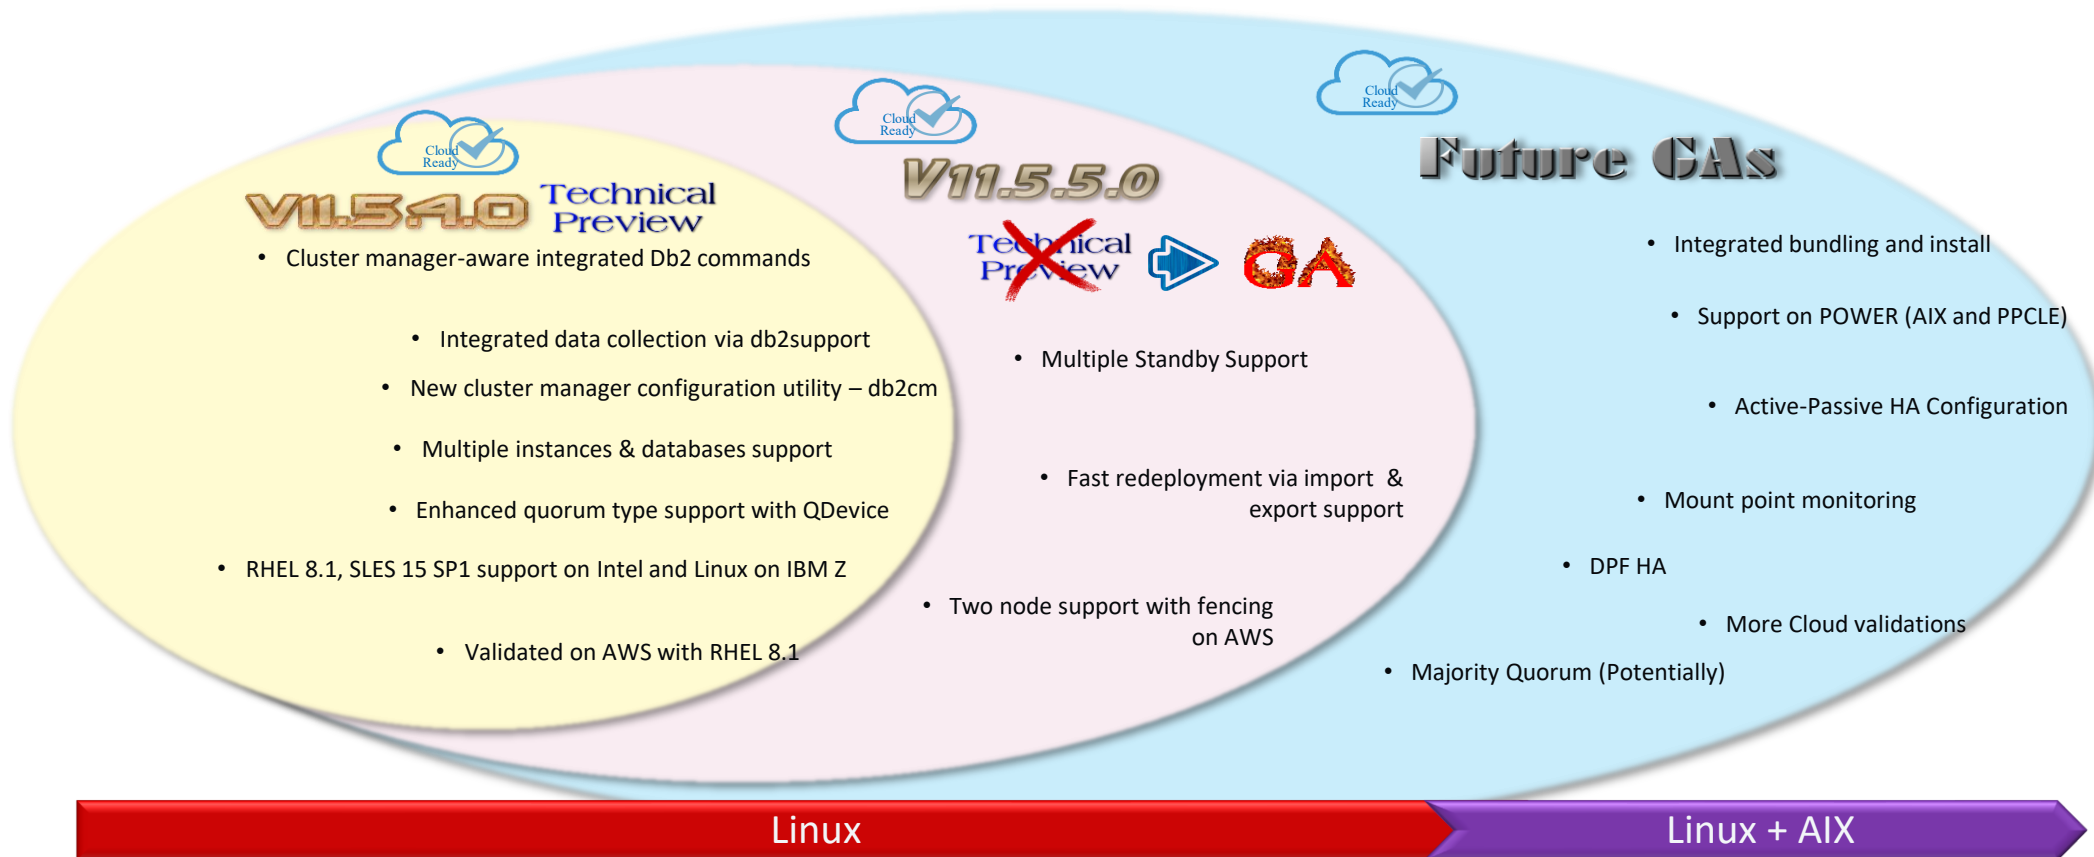 Cloud
Ready
V11.5.4.0
Technical
Preview
• Cluster manager-aware integrated Db2 commands
• Integrated data collection via db2support
• New cluster manager configuration utility – db2cm
• Multiple instances & databases support
• Enhanced quorum type support with QDevice
• RHEL 8.1, SLES 15 SP1 support on Intel and Linux on IBM Z
• Validated on AWS with RHEL 8.1
Cloud
Ready
V11.5.5.0
Technical
Preview
GA
• Multiple Standby Support
• Fast redeployment via import &
export support
• Two node support with fencing
on AWS
Cloud
Ready
Future GAs
• Integrated bundling and install
• Support on POWER (AIX and PPCLE)
• Active-Passive HA Configuration
• Mount point monitoring
• DPF HA
• More Cloud validations
• Majority Quorum (Potentially)
Linux
Linux + AIX